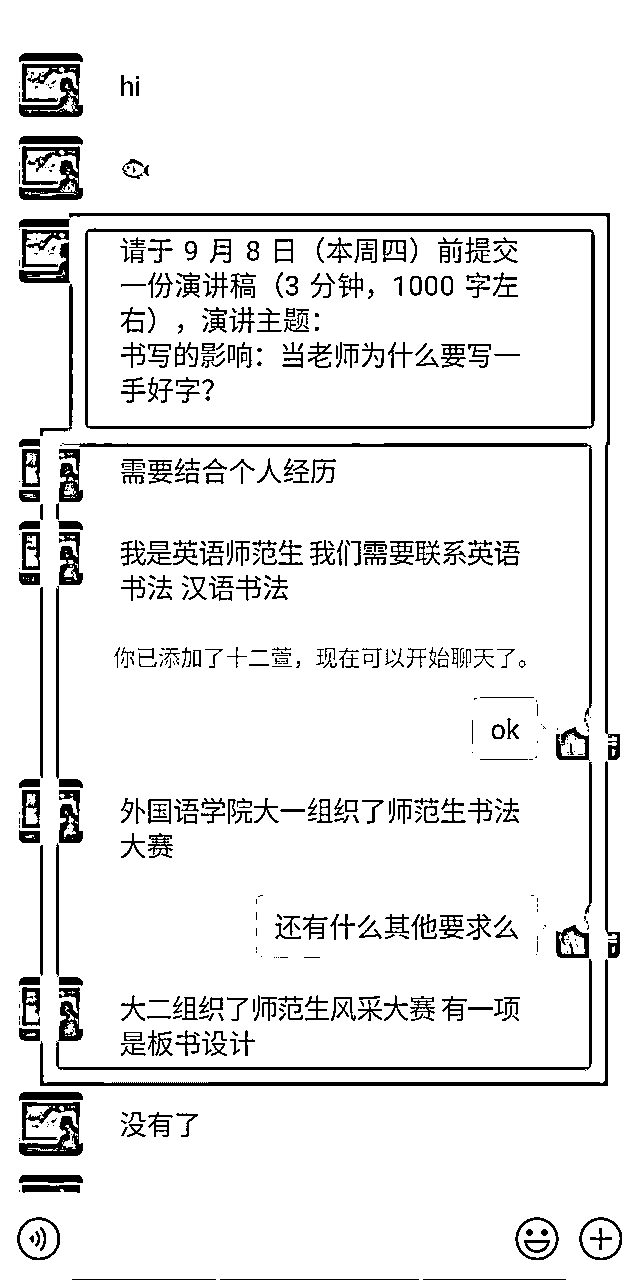 hi
请于 9 月 8 日（本周四）前提交
一份演讲稿（3 分钟，1000 字左
右），演讲主题：
书写的影响：当老师为什么要写一
手好字？
需要结合个人经历
我是英语师范生 我们需要联系英语
书法 汉语书法
你已添加了十二萱，现在可以开始聊天了。
ok
外国语学院大一组织了师范生书法
大赛
还有什么其他要求么
大二组织了师范生风采大赛 有一项
是板书设计
没有了